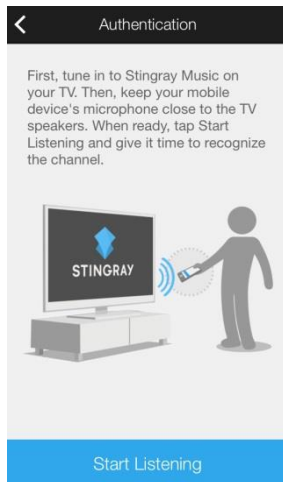 Authentication
First, tune in to Stingray Music on
your TV. Then, keep your mobile
device's microphone close to the TV
speakers. When ready, tap Start
Listening and give it time to recognize
the channel.
STINGRAY
Start Listening